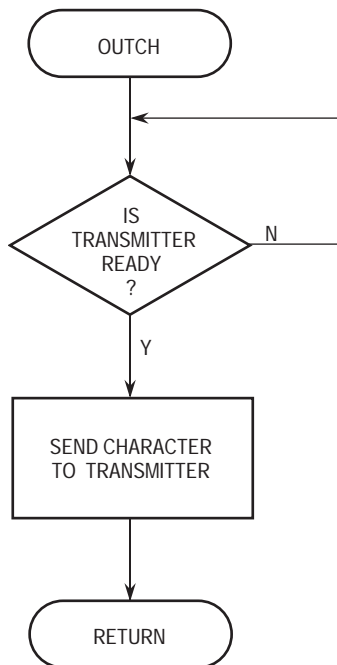 OUTCH
IS
TRANSMITTER
READY
?
N
Y
SEND CHARACTER
TO TRANSMITTER
RETURN